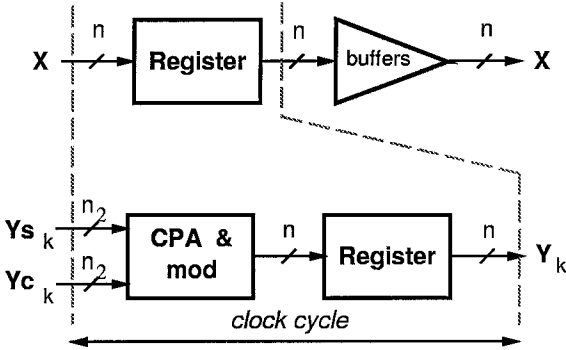 n n n
X Register buffers X
n₂ n n
Ys k CPA & mod Register Y k
Yc k n₂
clock cycle